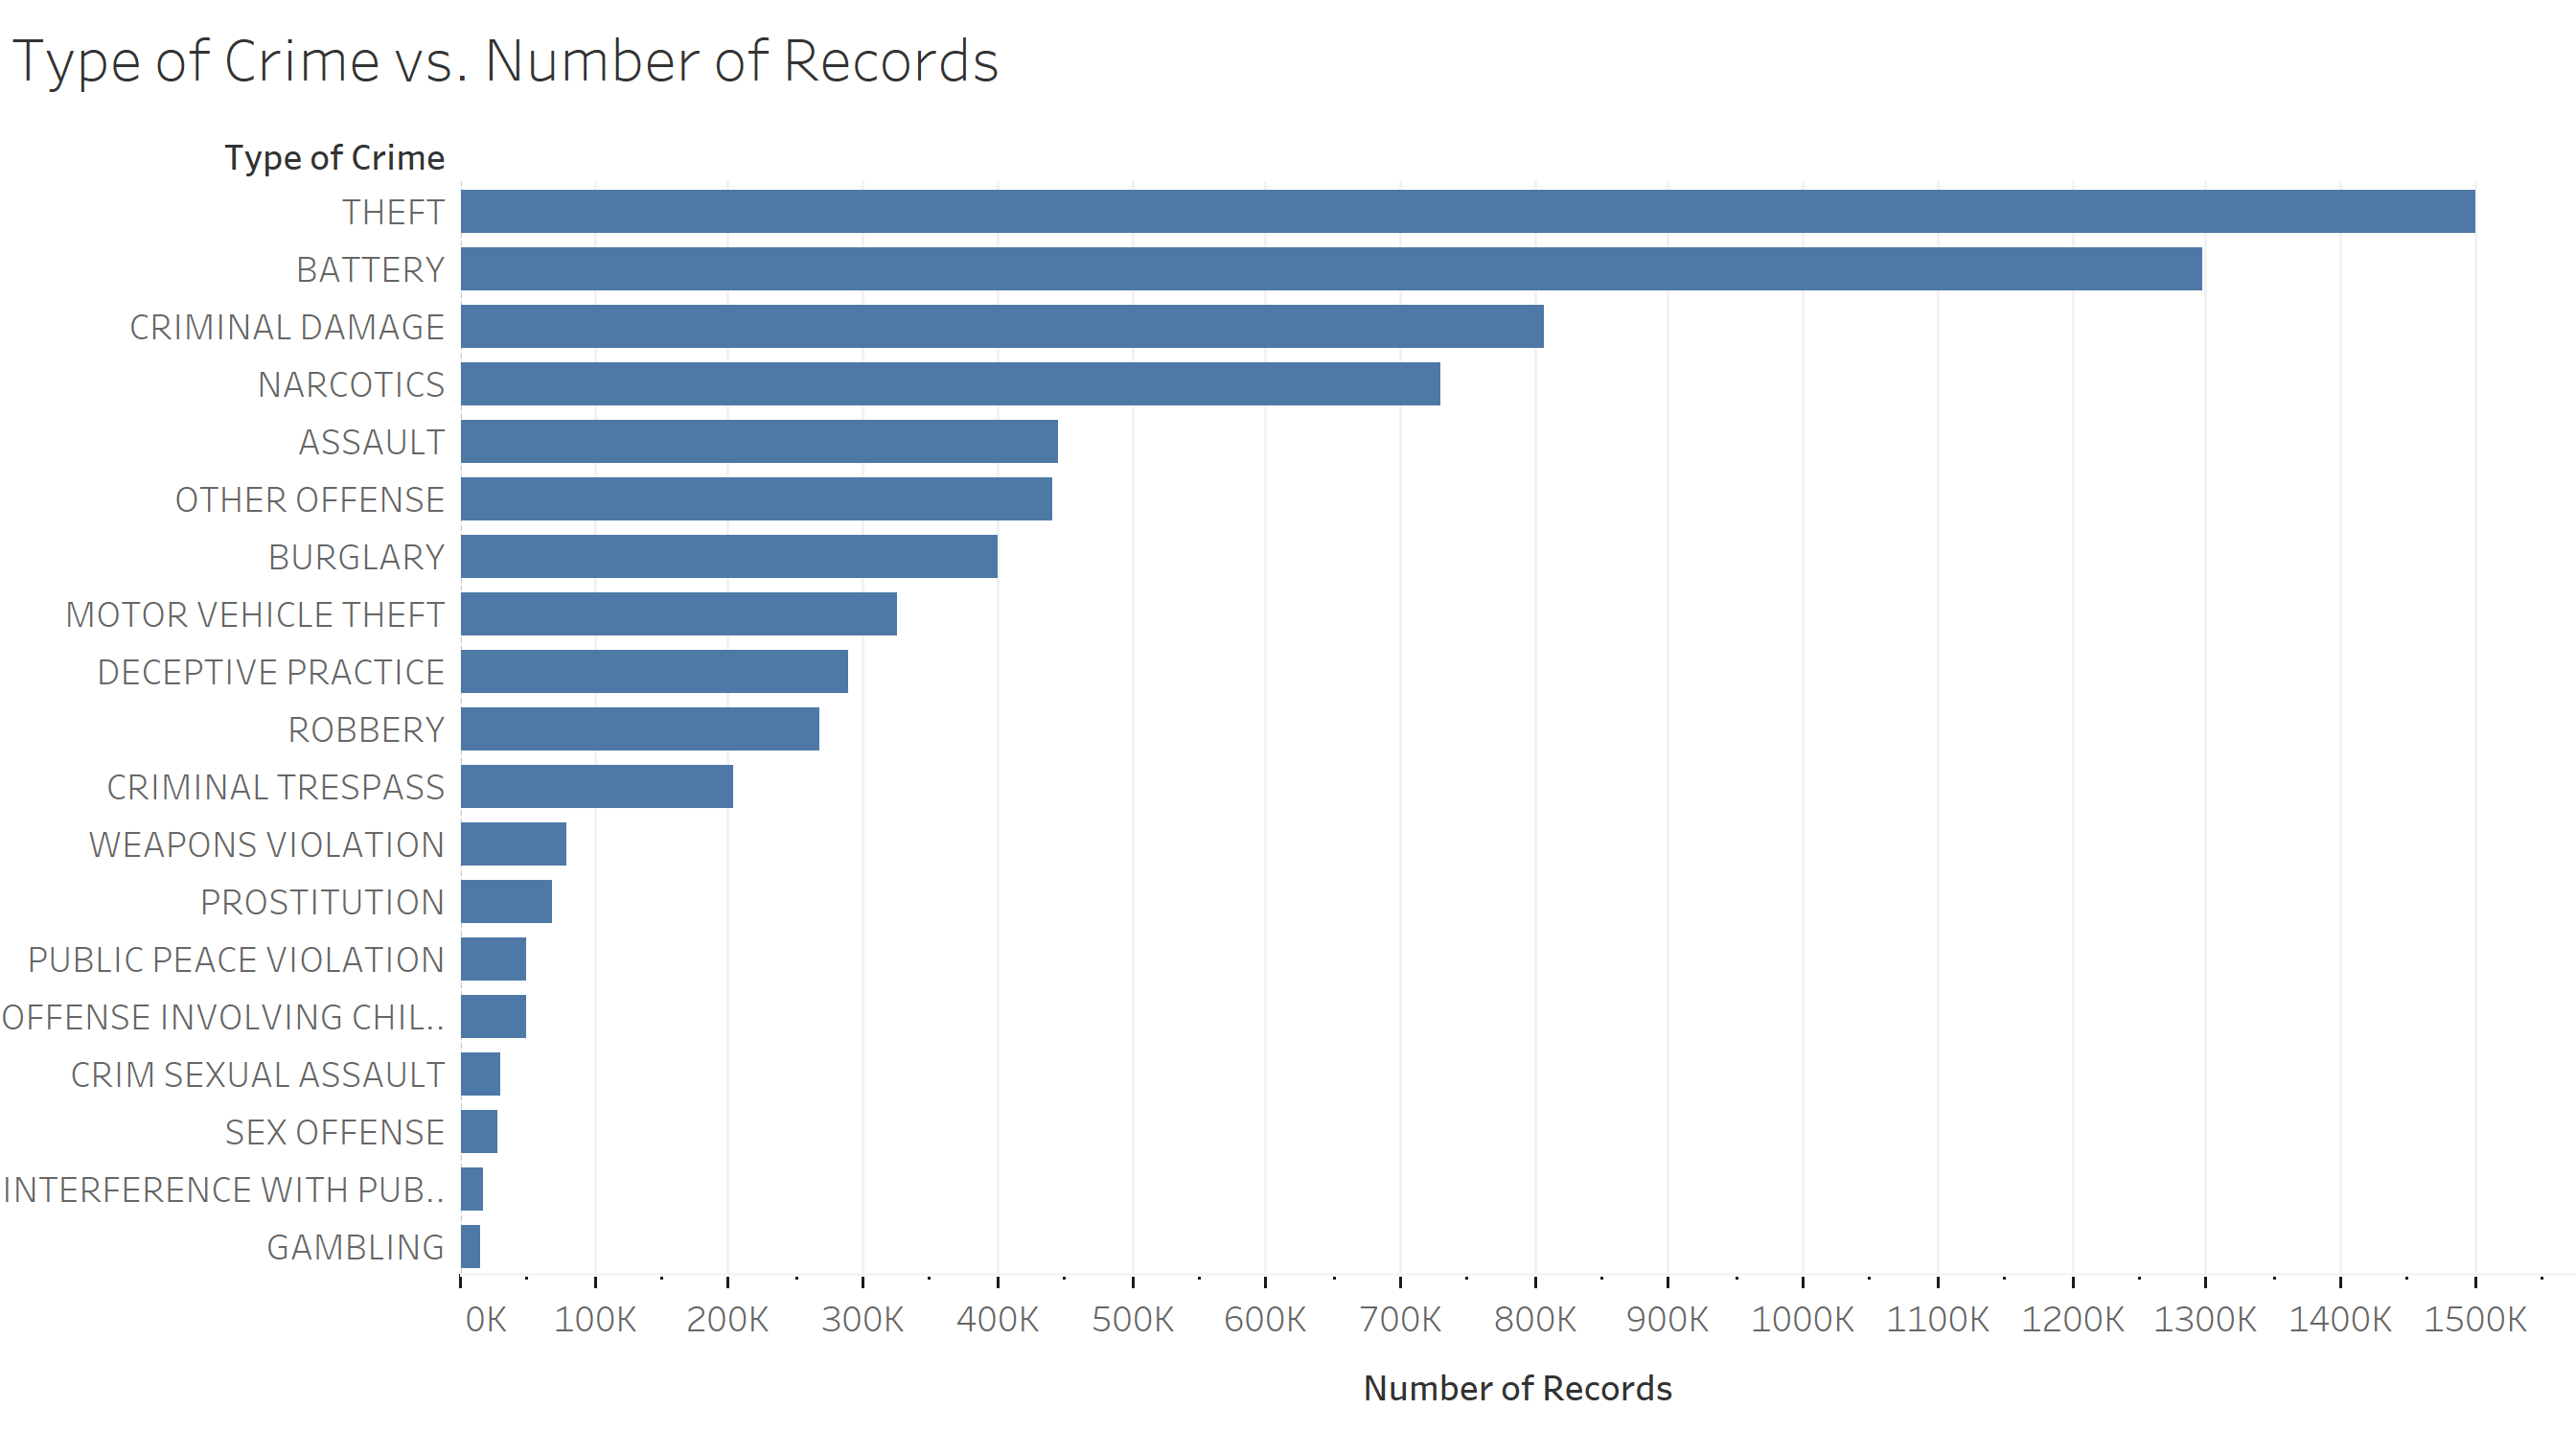 Type of Crime vs. Number of Records
Type of Crime
THEFT
BATTERY
CRIMINAL DAMAGE
NARCOTICS
ASSAULT
OTHER OFFENSE
BURGLARY
MOTOR VEHICLE THEFT
DECEPTIVE PRACTICE
ROBBERY
CRIMINAL TRESPASS
WEAPONS VIOLATION
PROSTITUTION
PUBLIC PEACE VIOLATION
OFFENSE INVOLVING CHIL..
CRIM SEXUAL ASSAULT
SEX OFFENSE
INTERFERENCE WITH PUB..
GAMBLING
0K 100K 200K 300K 400K 500K 600K 700K 800K 900K 1000K 1100K 1200K 1300K 1400K 1500K
Number of Records